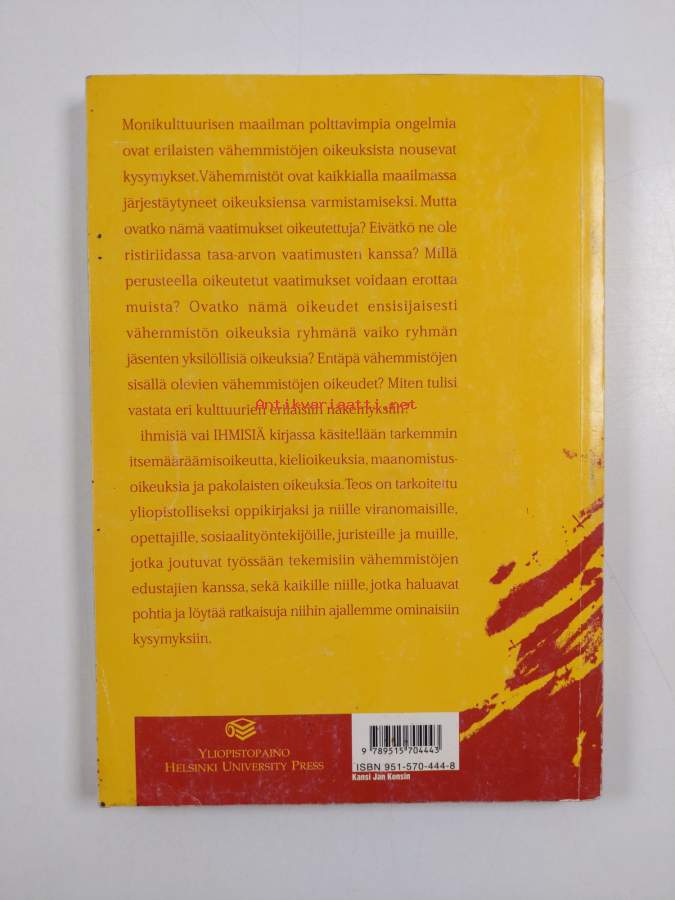 Monikulttuurisen maailman polttavimpia ongelmia
ovat erilaisten vähemmistöjen oikeuksista nousevat
kysymykset. Vähemmistöt ovat kaikkialla maailmassa
järjestäytyneet oikeuksiensa varmistamiseksi. Mutta
ovatko nämä vaatimukset oikeutettuja? Eivätkö ne ole
ristiriidassa tasa-arvon vaatimusten kanssa? Millä
perusteella oikeutetut vaatimukset voidaan erottaa
muista? Ovatko nämä oikeudet ensisijaisesti
vähemmistön oikeuksia ryhmänä vaiko ryhmän
jäsenten yksilöllisiä oikeuksia? Entäpä vähemmistöjen
sisällä olevien vähemmistöjen oikeudet? Miten tulisi
vastata eri kulttuurien erilaisiin näkemyksiin?
Antikvariaatti.net
ihmisiä vai IHMISIÄ kirjassa käsitellään tarkemmin
itsemääräämisoikeutta, kielioikeuksia, maanomistus-
oikeuksia ja pakolaisten oikeuksia. Teos on tarkoitettu
yliopistolliseksi oppikirjaksi ja niille viranomaisille,
opettajille, sosiaalityöntekijöille, juristeille ja muille,
jotka joutuvat työssään tekemisiin vähemmistöjen
edustajien kanssa, sekä kaikille niille, jotka haluavat
pohtia ja löytää ratkaisuja niihin ajallemme ominaisiin
kysymyksiin.
YLIOPISTOPAINO
HELSINKI UNIVERSITY PRESS
9 789515 704443
ISBN 951-570-444-8
Kansi Jan Konsin